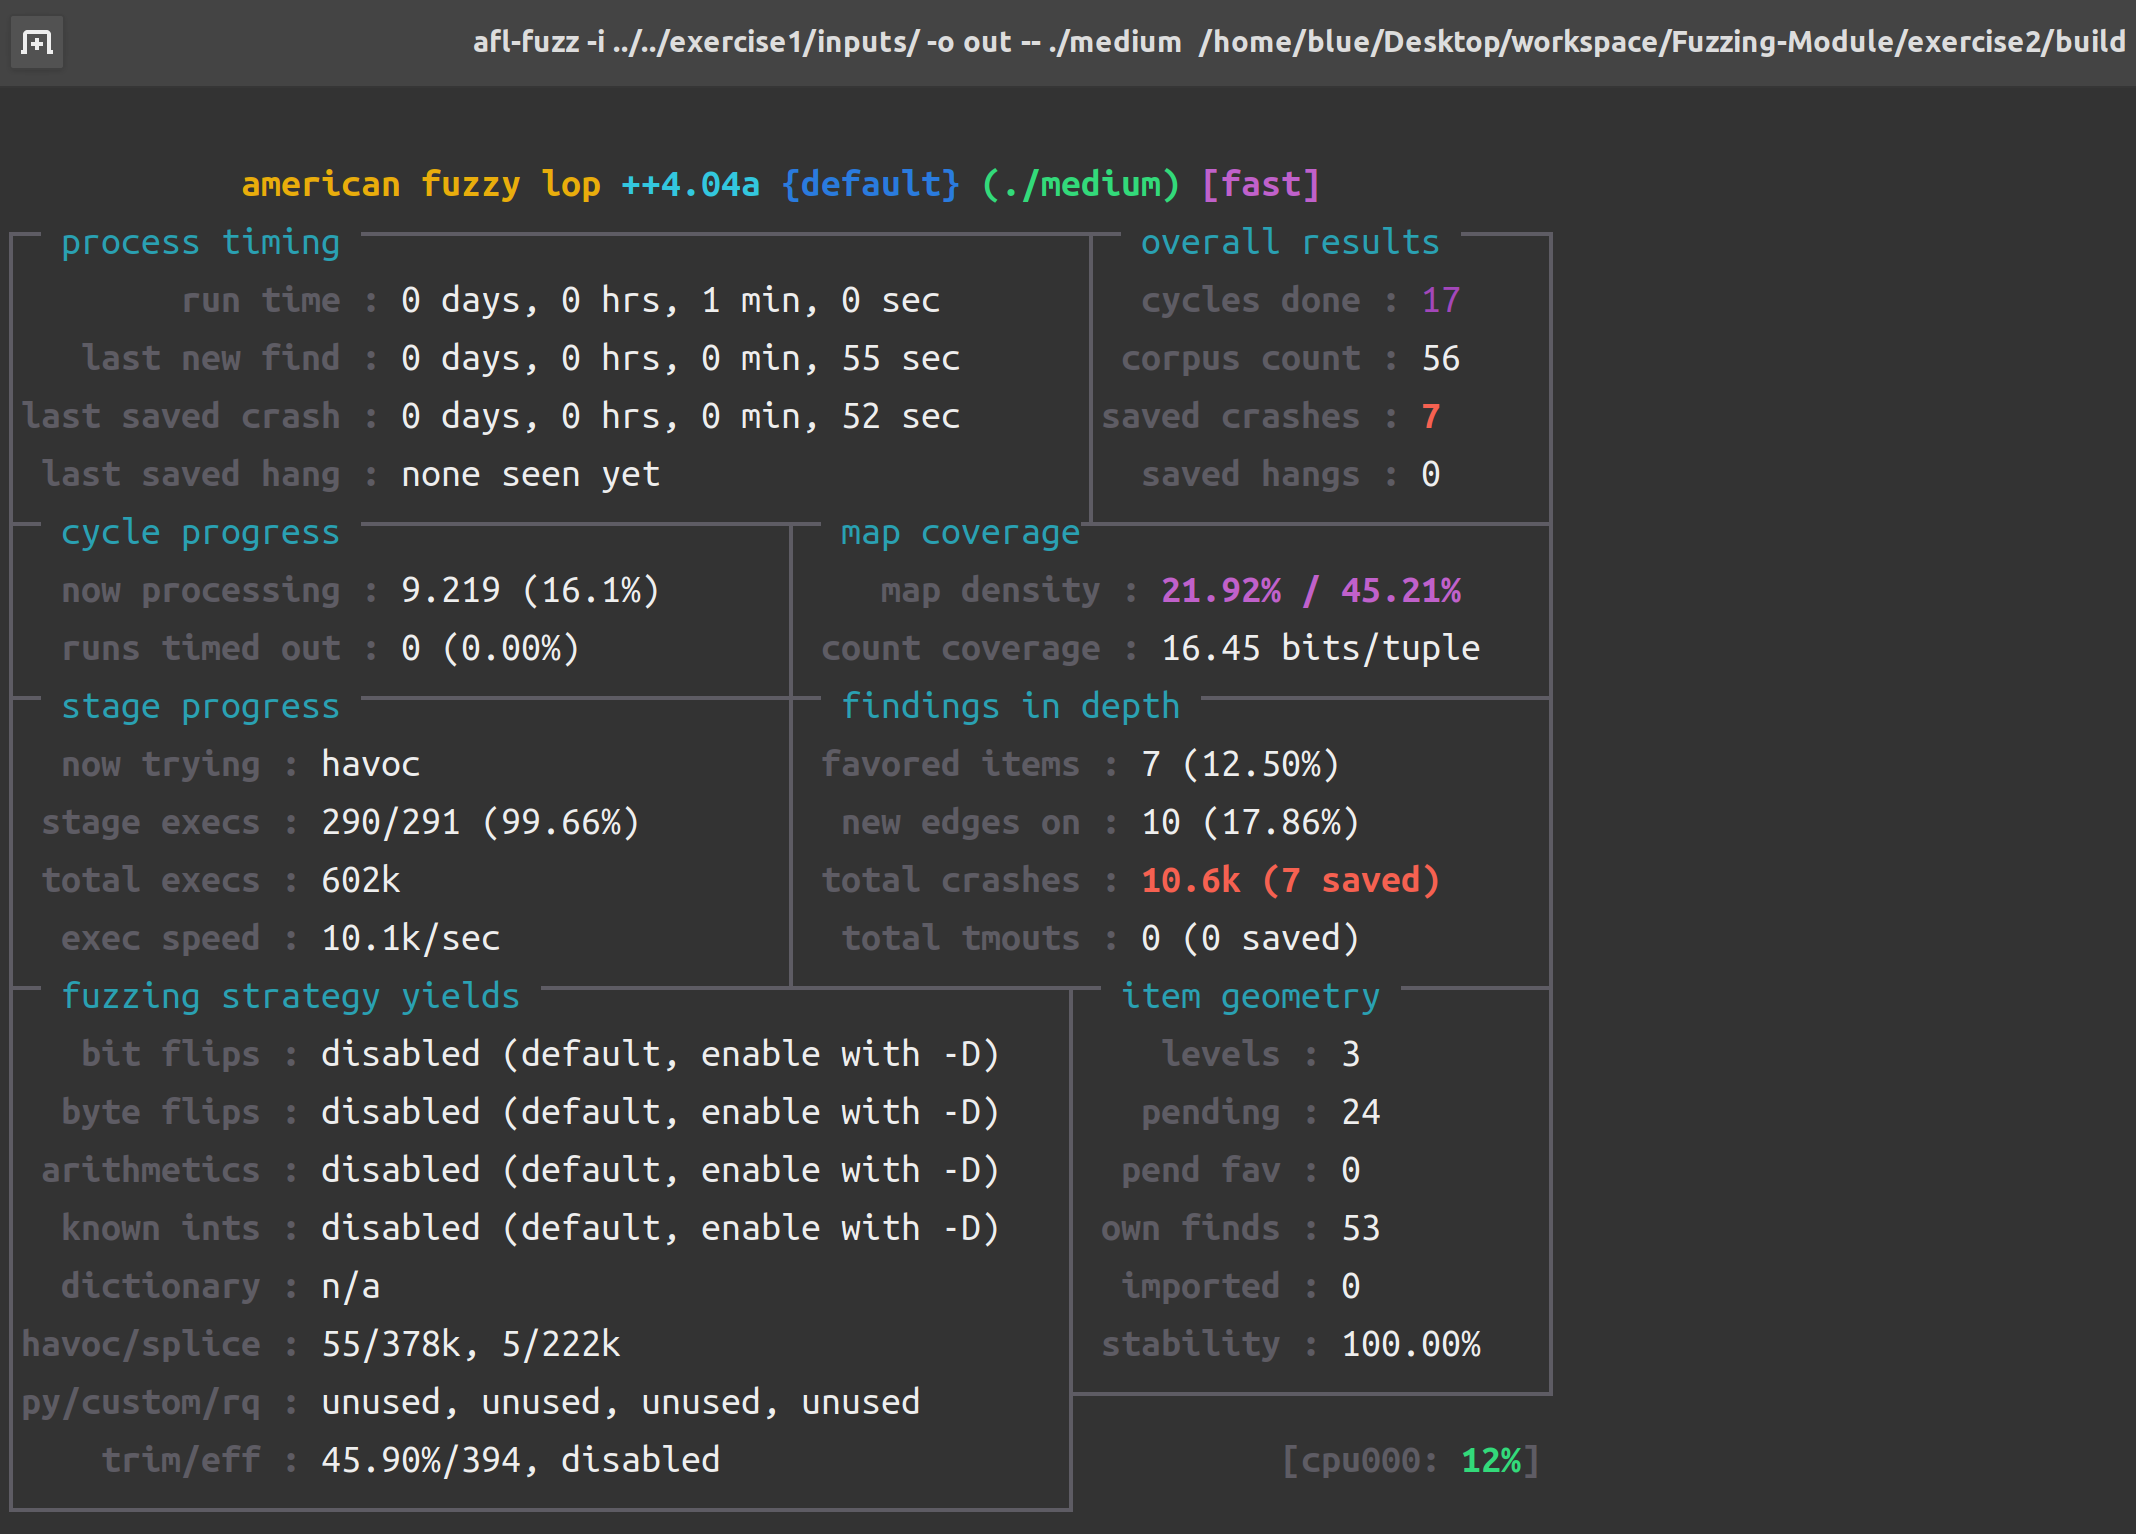 afl-fuzz -i ../../exercise1/inputs/ -o out -- ./medium /home/blue/Desktop/workspace/Fuzzing-Module/exercise2/build
american fuzzy lop ++4.04a {default} (./medium) [fast]
process timing overall results
run time : 0 days, 0 hrs, 1 min, 0 sec cycles done : 17
last new find : 0 days, 0 hrs, 0 min, 55 sec corpus count : 56
last saved crash : 0 days, 0 hrs, 0 min, 52 sec saved crashes : 7
last saved hang : none seen yet saved hangs : 0
cycle progress map coverage
now processing : 9.219 (16.1%) map density : 21.92% / 45.21%
runs timed out : 0 (0.00%) count coverage : 16.45 bits/tuple
stage progress findings in depth
now trying : havoc favored items : 7 (12.50%)
stage execs : 290/291 (99.66%) new edges on : 10 (17.86%)
total execs : 602k total crashes : 10.6k (7 saved)
exec speed : 10.1k/sec total tmouts : 0 (0 saved)
fuzzing strategy yields item geometry
bit flips : disabled (default, enable with -D) levels : 3
byte flips : disabled (default, enable with -D) pending : 24
arithmetics : disabled (default, enable with -D) pend fav : 0
known ints : disabled (default, enable with -D) own finds : 53
dictionary : n/a imported : 0
havoc/splice : 55/378k, 5/222k stability : 100.00%
py/custom/rq : unused, unused, unused, unused
trim/eff : 45.90%/394, disabled [cpu000: 12%]